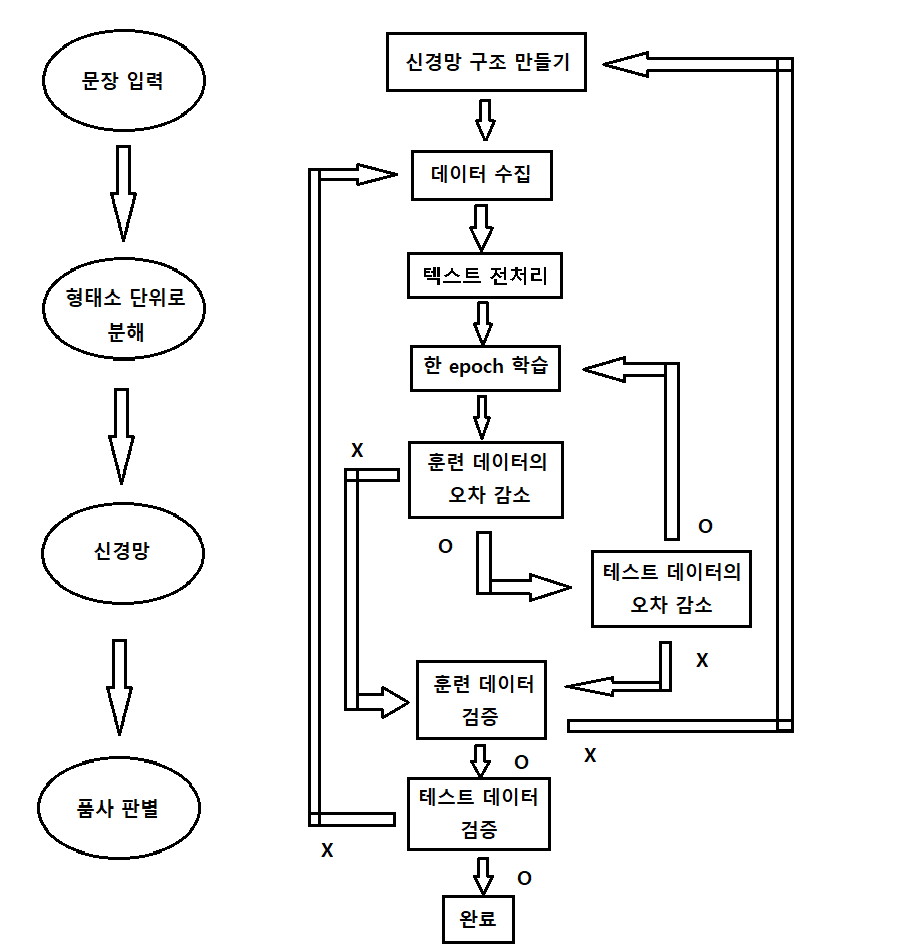 문장 입력
형태소 단위로
분해
신경망
품사 판별
신경망 구조 만들기
데이터 수집
텍스트 전처리
한 epoch 학습
X
훈련 데이터의
오차 감소
O
O
테스트 데이터의
오차 감소
X
훈련 데이터
검증
X
O
테스트 데이터
검증
X
O
완료